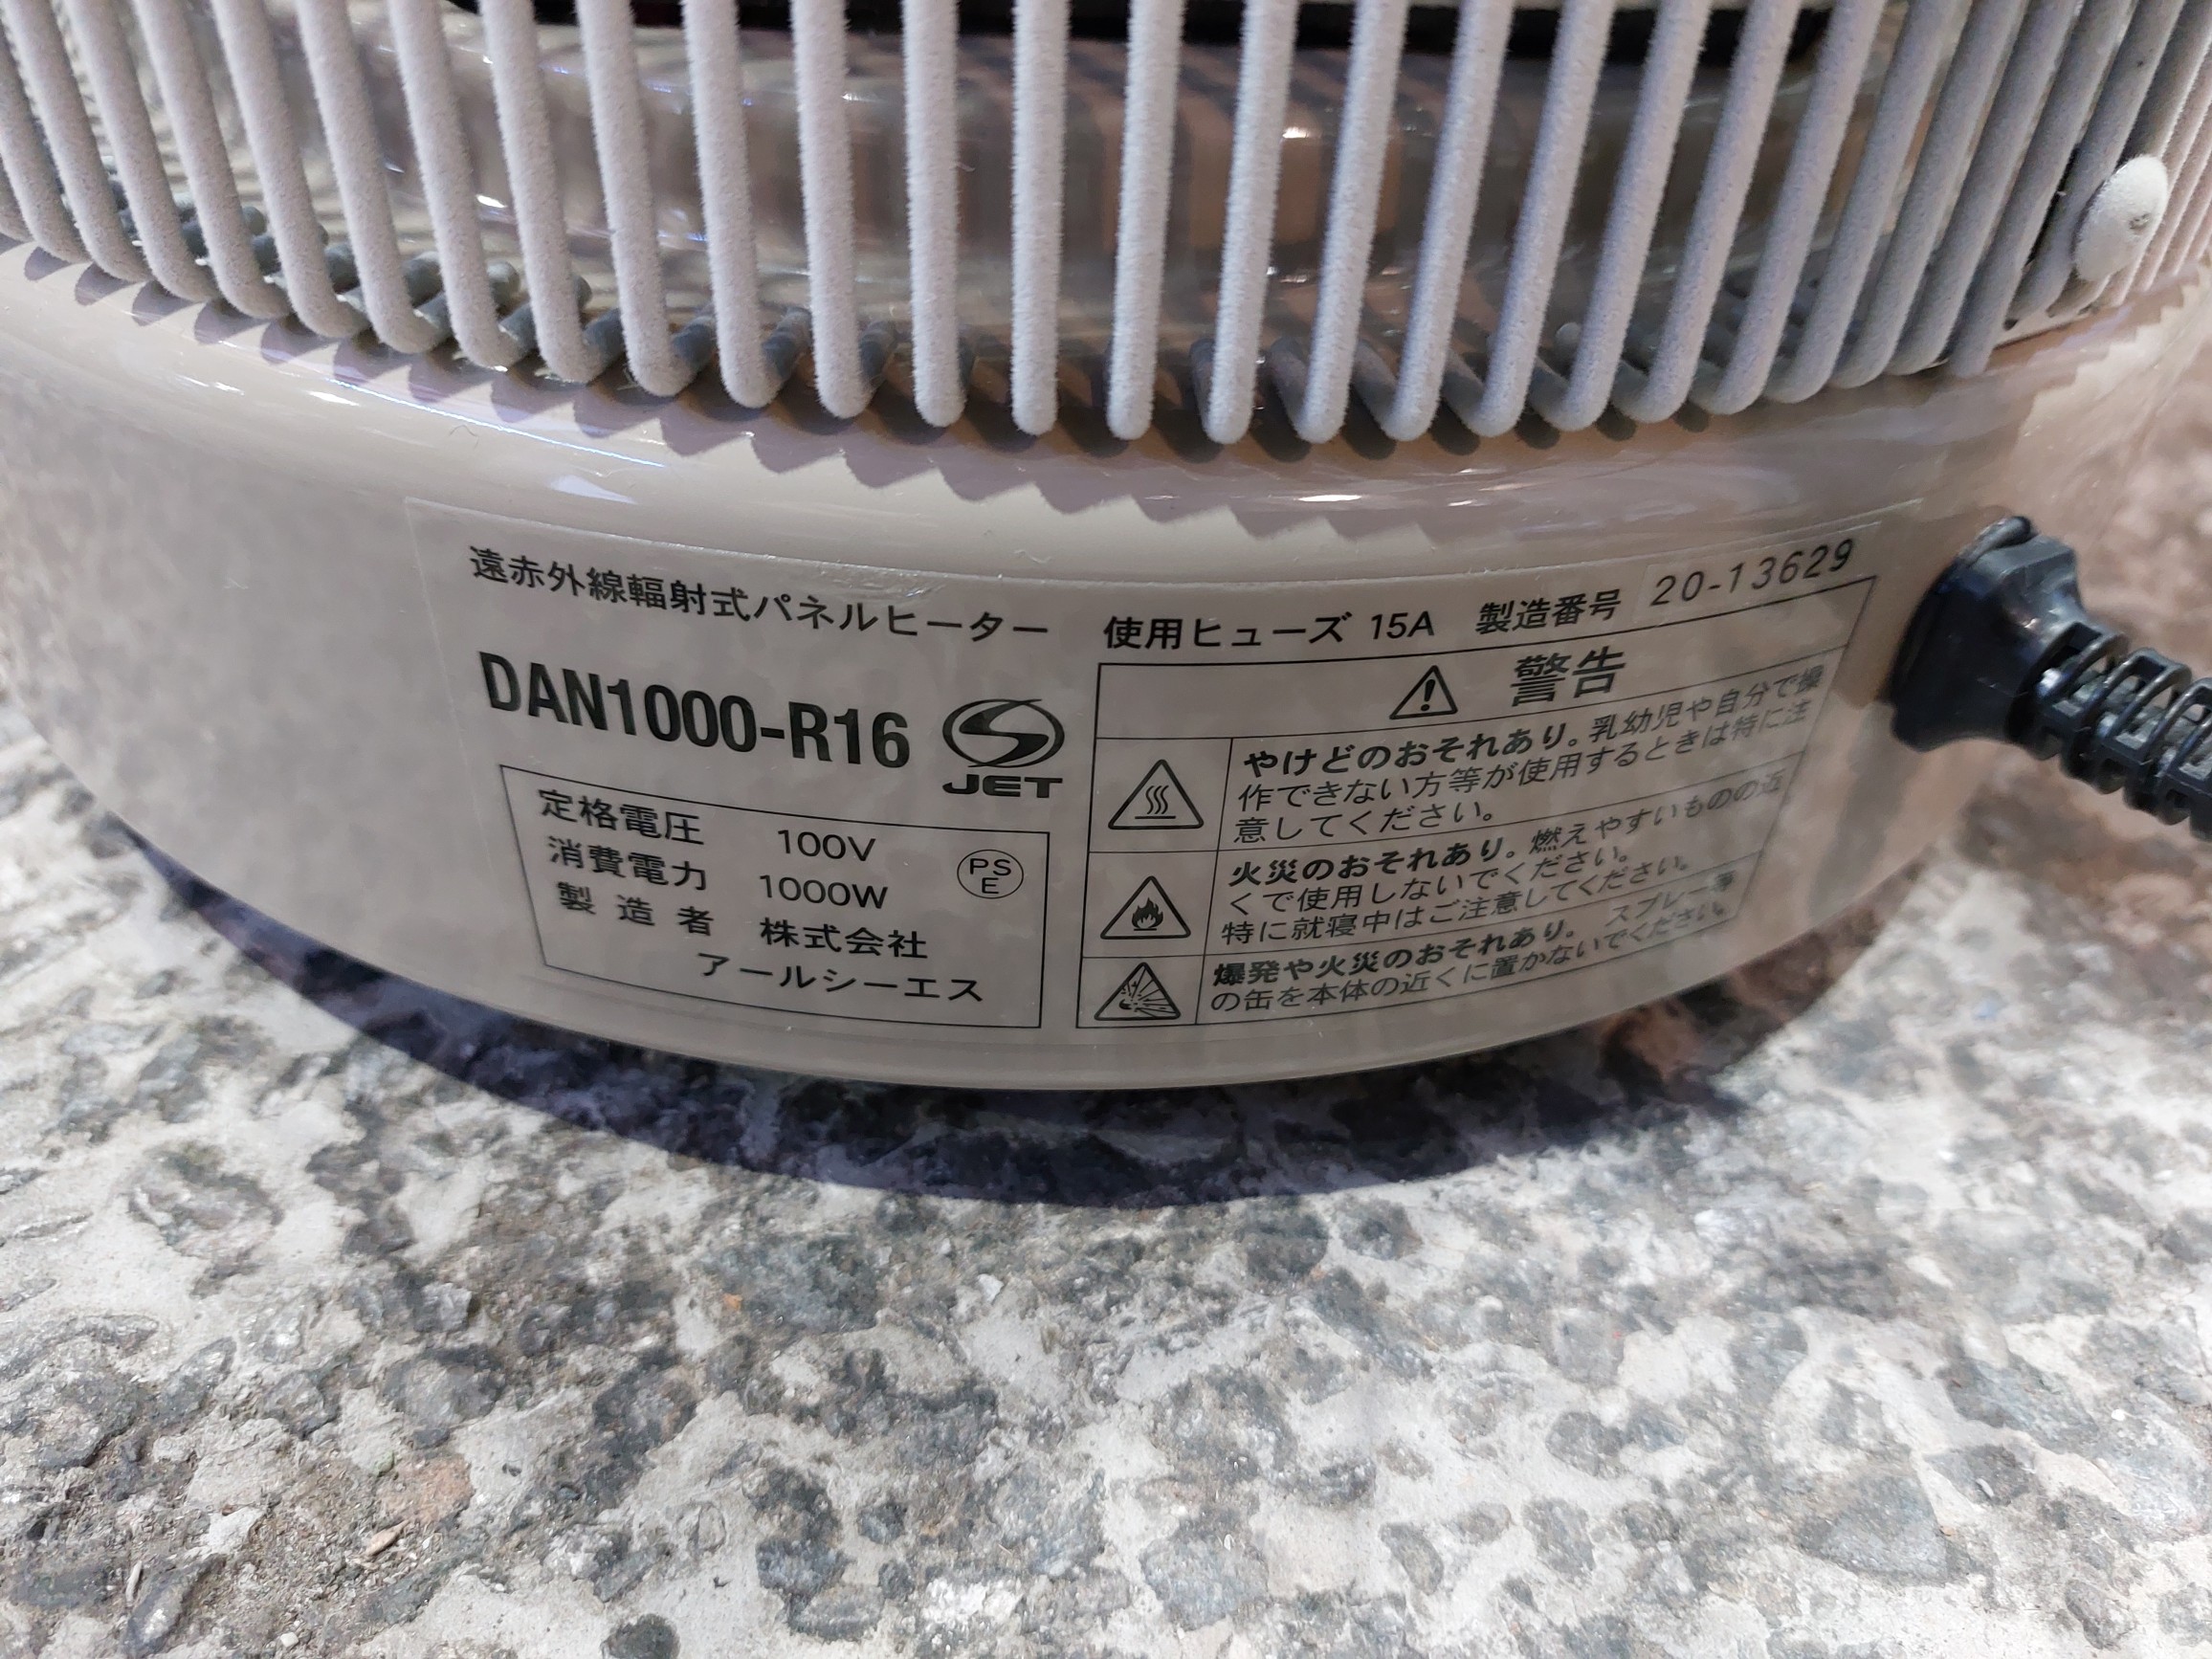 遠赤外線輻射式パネルヒーター
DAN1000-R16
JET
定格電圧 100V
消費電力 1000W
PS
E
製造者 株式会社
アールシーエス
使用ヒューズ 15A 製造番号 20-13629
警告
やけどのおそれあり。乳幼児や自分で操
作できない方等が使用するときは特に注
意してください。
火災のおそれあり。燃えやすいものの近
くで使用しないでください。
特に就寝中はご注意してください。
爆発や火災のおそれあり。 スプレー等
の缶を本体の近くに置かないでください。